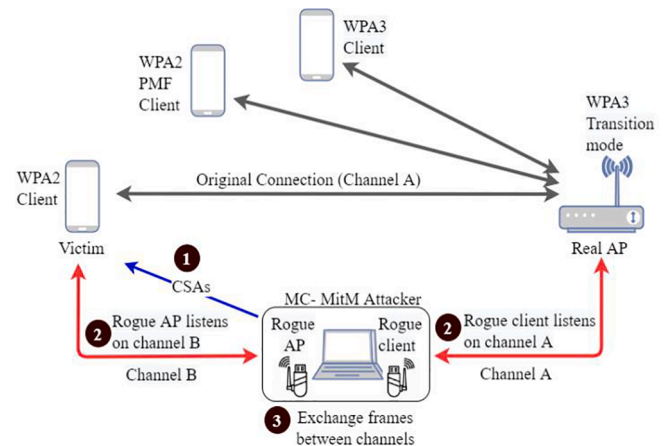 WPA3
Client
WPA2
PMF
Client
WPA3
Transition
mode
WPA2
Client
Original Connection (Channel A)
Victim
Real AP
1
CSAs
MC- MitM Attacker
2
Rogue AP listens
on channel B
Channel B
Rogue
AP
Rogue
client
2
Rogue client listens
on channel A
Channel A
3
Exchange frames
between channels